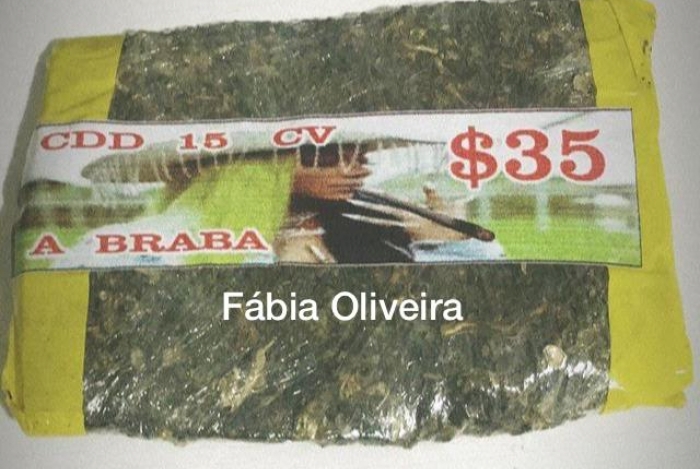 CDD 15 CV $35
A BRABA
Fábia Oliveira